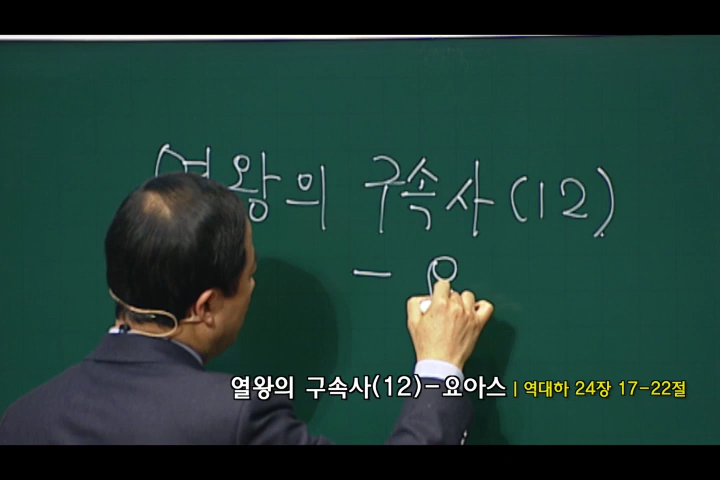 열왕의 구속사(12)
- 요
열왕의 구속사(12)-요아스 | 역대하 24장 17-22절